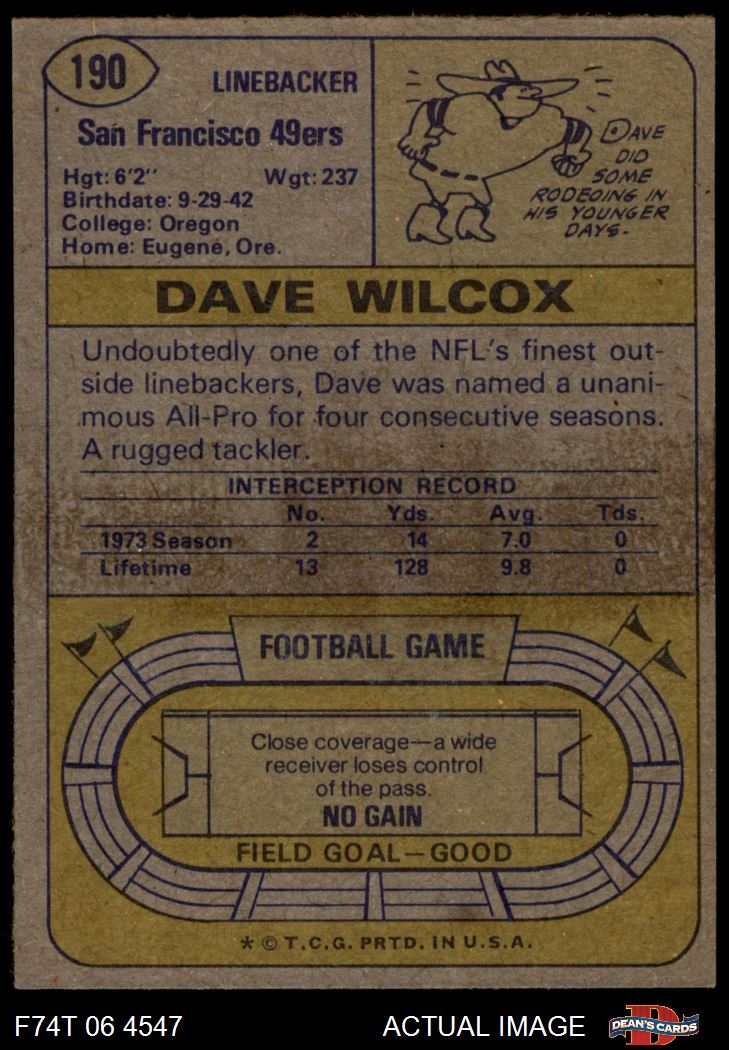 190
LINEBACKER
San Francisco 49ers
Hgt: 6'2" Wgt: 237
Birthdate: 9-29-42
College: Oregon
Home: Eugene, Ore.
DAVE
DID
SOME
RODEOING IN
HIS YOUNGER
DAYS.
DAVE WILCOX
Undoubtedly one of the NFL's finest out-
side linebackers, Dave was named a unani-
mous All-Pro for four consecutive seasons.
A rugged tackler.
INTERCEPTION RECORD
No. Yds. Avg. Tds.
1973 Season 2 14 7.0 0
Lifetime 13 128 9.8 0
FOOTBALL GAME
Close coverage—a wide
receiver loses control
of the pass.
NO GAIN
FIELD GOAL—GOOD
* © T.C.G. PRTD. IN U.S.A.
F74T 06 4547 ACTUAL IMAGE DEAN'S CARDS